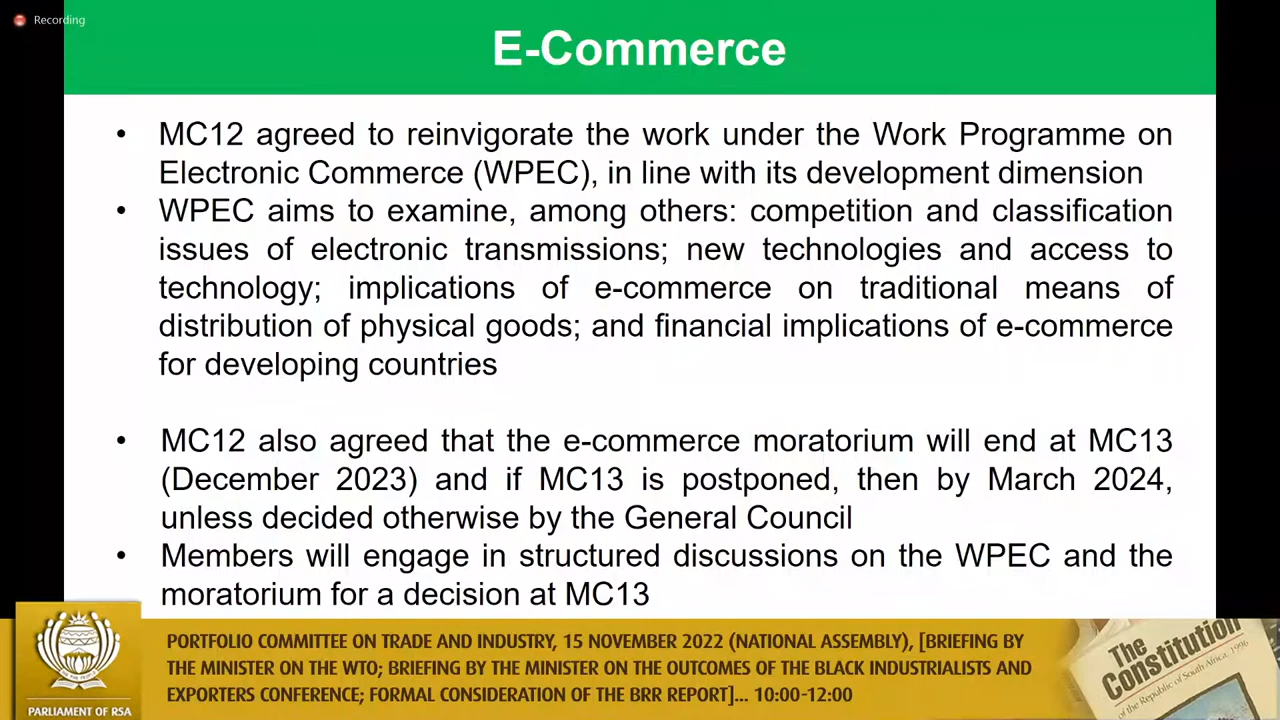 Recording
E-Commerce
• MC12 agreed to reinvigorate the work under the Work Programme on
Electronic Commerce (WPEC), in line with its development dimension
• WPEC aims to examine, among others: competition and classification
issues of electronic transmissions; new technologies and access to
technology; implications of e-commerce on traditional means of
distribution of physical goods; and financial implications of e-commerce
for developing countries
• MC12 also agreed that the e-commerce moratorium will end at MC13
(December 2023) and if MC13 is postponed, then by March 2024,
unless decided otherwise by the General Council
• Members will engage in structured discussions on the WPEC and the
moratorium for a decision at MC13
PORTFOLIO COMMITTEE ON TRADE AND INDUSTRY, 15 NOVEMBER 2022 (NATIONAL ASSEMBLY), [BRIEFING BY
THE MINISTER ON THE WTO; BRIEFING BY THE MINISTER ON THE OUTCOMES OF THE BLACK INDUSTRIALISTS AND
EXPORTERS CONFERENCE; FORMAL CONSIDERATION OF THE BRR REPORT]... 10:00-12:00
PARLIAMENT OF RSA
The
Constitution
of the Republic of South Africa, 1996